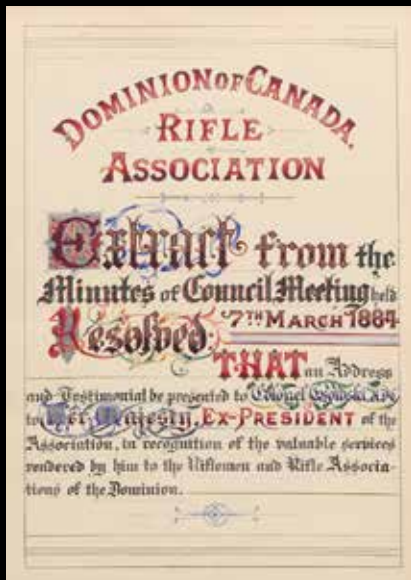 DOMINION OF CANADA.
RIFLE
ASSOCIATION
Extract from the
Minutes of Council Meeting held
7TH MARCH 1884
Resolved:
THAT an Address
and Testimonial be presented to Colonel Gzowski ADC
to Her Majesty, EX-PRESIDENT of the
Association, in recognition of the valuable services
rendered by him to the Riflemen and Rifle Associa-
tions of the Dominion.